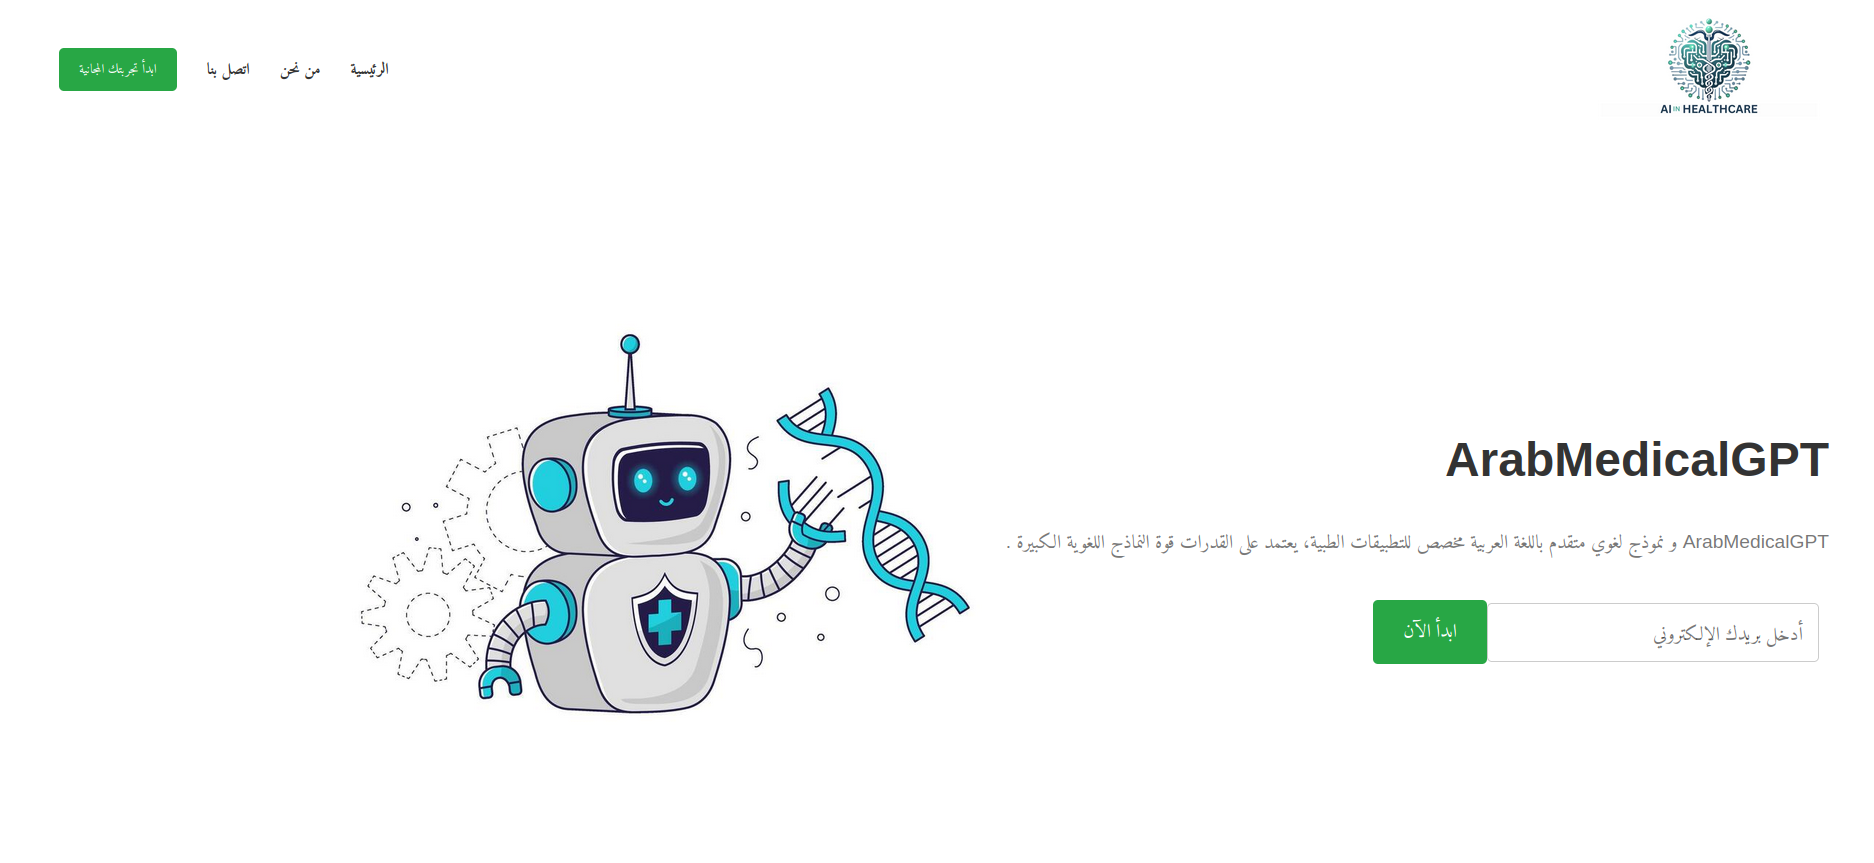 AI IN HEALTHCARE
الرئيسية
من نحن
اتصل بنا
ابدأ تجربتك المجانية
ArabMedicalGPT
ArabMedicalGPT و نموذج لغوي متقدم باللغة العربية مخصص للتطبيقات الطبية، يعتمد على القدرات قوة النماذج اللغوية الكبيرة .
أدخل بريدك الإلكتروني
ابدأ الآن